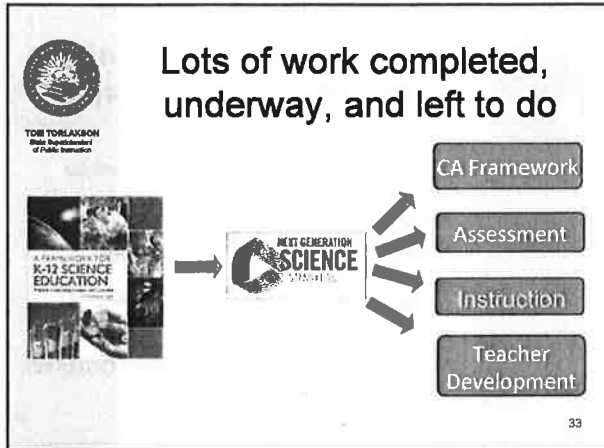 Lots of work completed,
underway, and left to do
TOM TORLAKSON
State Superintendent
of Public Instruction
A FRAMEWORK FOR
K-12 SCIENCE
EDUCATION
NEXT GENERATION
SCIENCE
CA Framework
Assessment
Instruction
Teacher
Development
33